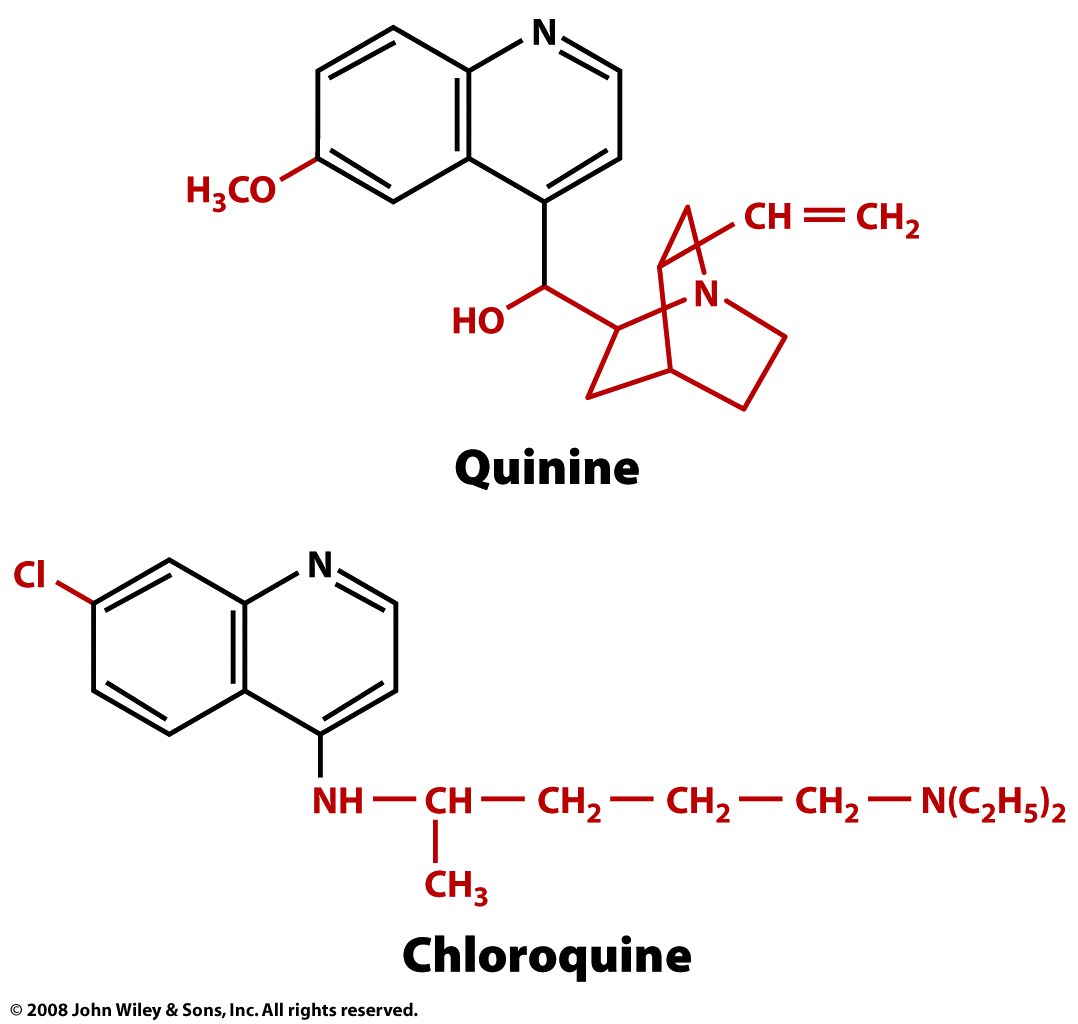 N
H₃CO
CH=CH₂
N
HO
Quinine
Cl
N
NH—CH—CH₂—CH₂—CH₂—N(C₂H₅)₂
CH₃
Chloroquine
© 2008 John Wiley & Sons, Inc. All rights reserved.